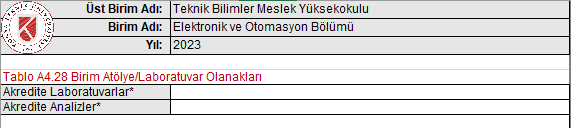 Üst Birim Adı: Teknik Bilimler Meslek Yüksekokulu
Birim Adı: Elektronik ve Otomasyon Bölümü
Yıl: 2023
Tablo A4.28 Birim Atölye/Laboratuvar Olanakları
Akredite Laboratuvarlar*
Akredite Analizler*